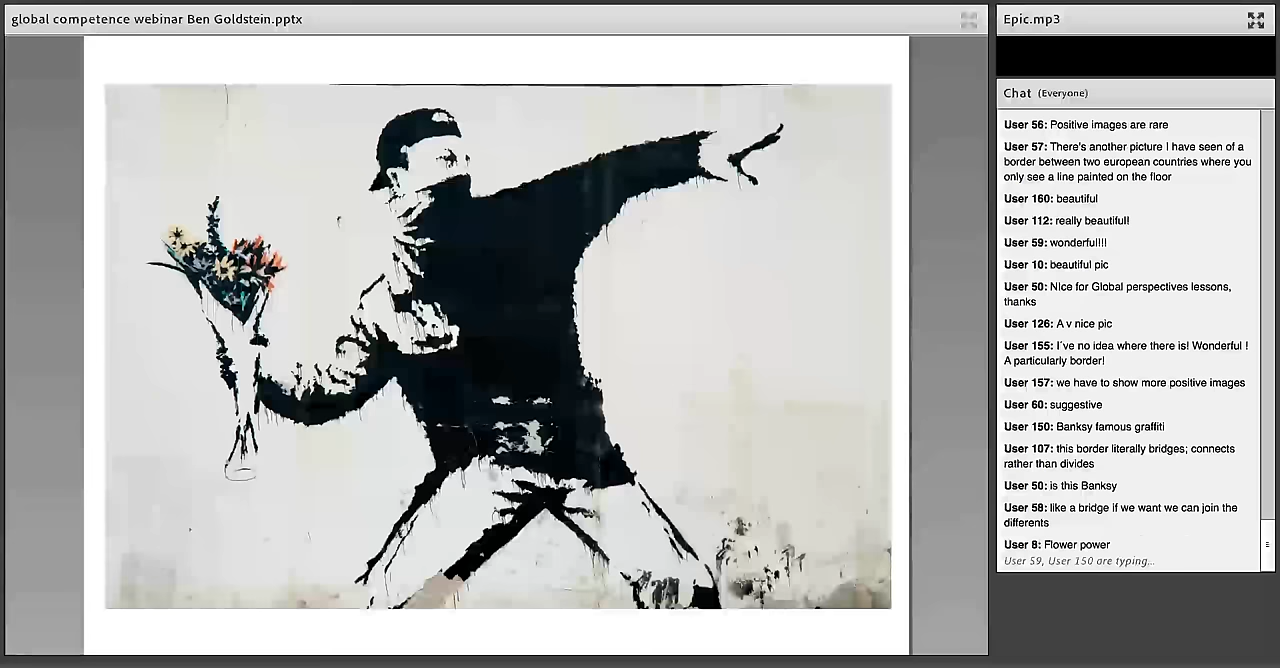 global competence webinar Ben Goldstein.pptx
Epic.mp3
Chat (Everyone)
User 56: Positive images are rare
User 57: There's another picture I have seen of a
border between two european countries where you
only see a line painted on the floor
User 160: beautiful
User 112: really beautiful!
User 59: wonderful!!!
User 10: beautiful pic
User 50: Nice for Global perspectives lessons,
thanks
User 126: A v nice pic
User 155: I´ve no idea where there is! Wonderful !
A particularly border!
User 157: we have to show more positive images
User 60: suggestive
User 150: Banksy famous graffiti
User 107: this border literally bridges; connects
rather than divides
User 50: is this Banksy
User 58: like a bridge if we want we can join the
differents
User 8: Flower power
User 59, User 150 are typing...